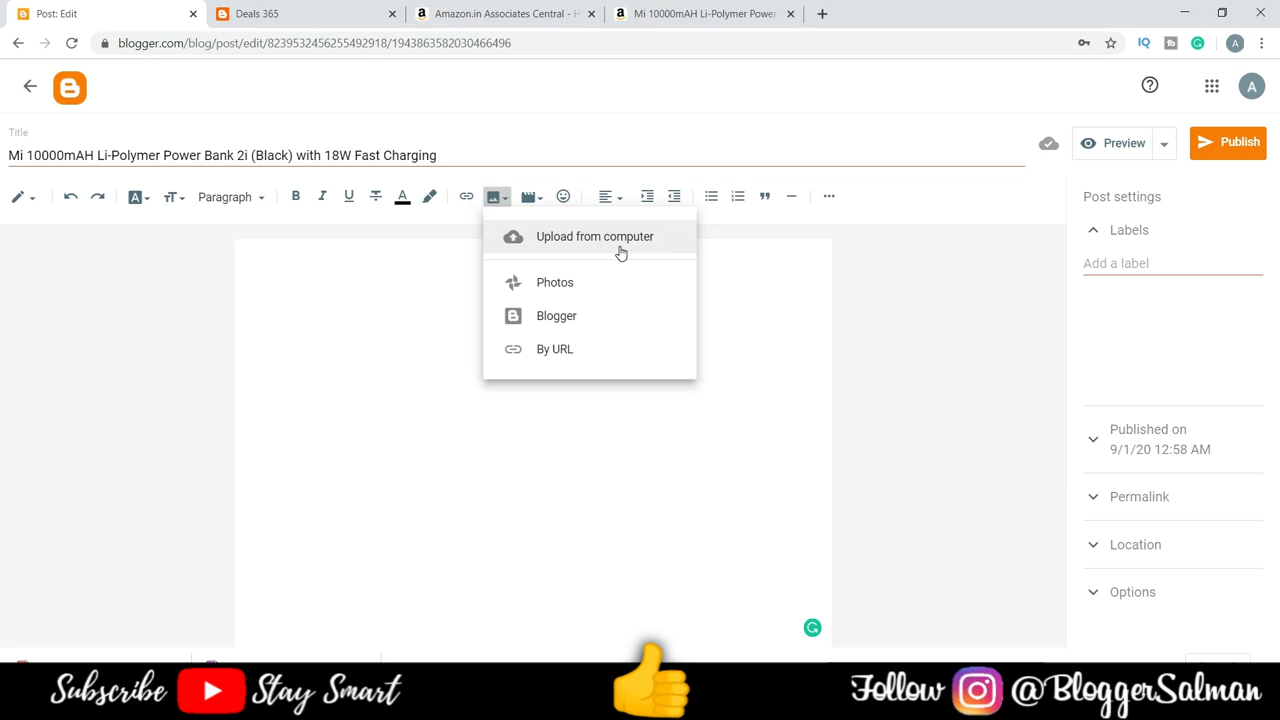 Post: Edit
Deals 365
Amazon.in Associates Central - H
Mi 10000mAH Li-Polymer Power
blogger.com/blog/post/edit/8239532456255492918/1943863582030466496
A
A
Title
Mi 10000mAH Li-Polymer Power Bank 2i (Black) with 18W Fast Charging
Preview
Publish
Paragraph
B I U A
Post settings
Upload from computer
Labels
Add a label
Photos
Blogger
By URL
Published on
9/1/20 12:58 AM
Permalink
Location
Options
Subscribe Stay Smart
Follow @BloggerSalman